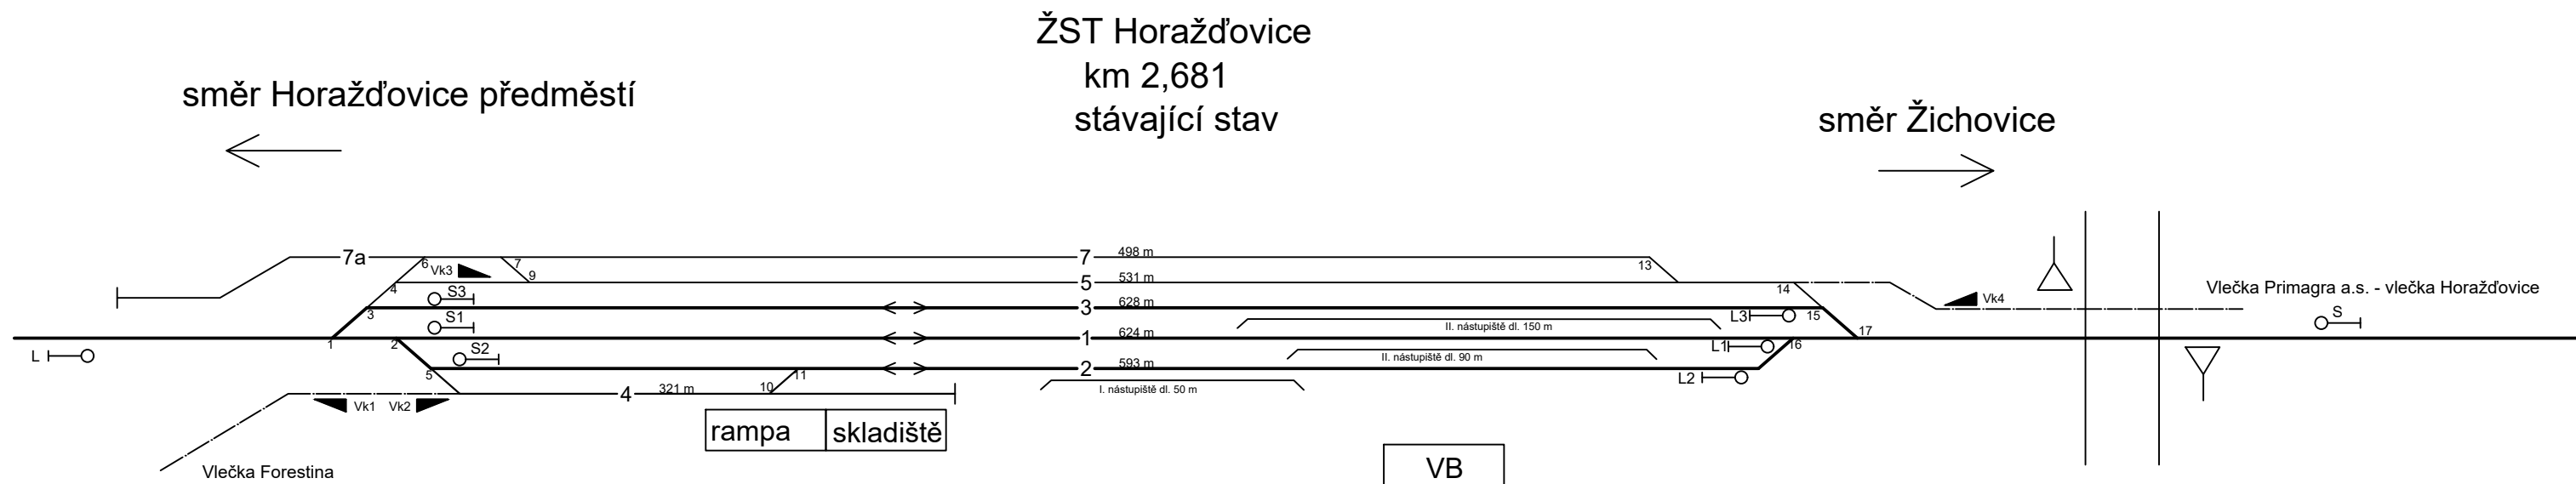 ŽST Horažďovice
km 2,681
stávající stav
směr Horažďovice předměstí
směr Žichovice
7a
7
498 m
6
Vk3
7
9
13
5
531 m
4
14
Vk4
Vlečka Primagra a.s. - vlečka Horažďovice
S3
3
628 m
3
L3
15
S
S1
II. nástupiště dl. 150 m
1
624 m
1
2
17
L
S2
L1
16
II. nástupiště dl. 90 m
2
593 m
5
11
L2
10
4
321 m
I. nástupiště dl. 50 m
Vk1
Vk2
rampa
skladiště
VB
Vlečka Forestina